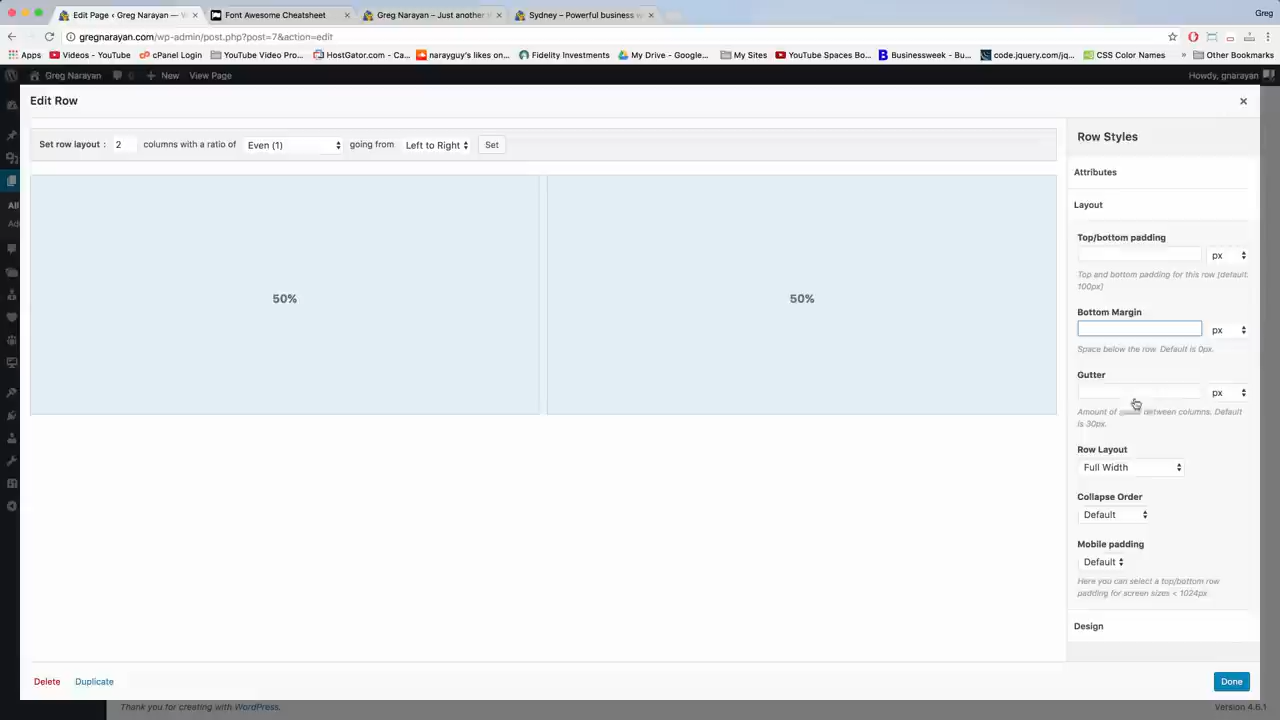 Edit Page ‹ Greg Narayan — W
Font Awesome Cheatsheet
Greg Narayan – Just another
Sydney – Powerful business w
Greg
gregnarayan.com/wp-admin/post.php?post=7&action=edit
Apps
Videos - YouTube
cPanel Login
YouTube Video Pro...
HostGator.com - Ca...
narayguy's likes on...
Fidelity Investments
My Drive - Google...
My Sites
YouTube Spaces Bo...
Businessweek - Bu...
code.jquery.com/jq...
CSS Color Names
Other Bookmarks
Greg Narayan
0
New
View Page
Howdy, gnarayan
Edit Row
Set row layout : 2 columns with a ratio of Even (1) going from Left to Right Set
50%
50%
Row Styles
Attributes
Layout
Top/bottom padding
px
Top and bottom padding for this row [default:
100px]
Bottom Margin
px
Space below the row. Default is 0px.
Gutter
px
Amount of between columns. Default
is 30px.
Row Layout
Full Width
Collapse Order
Default
Mobile padding
Default
Here you can select a top/bottom row
padding for screen sizes < 1024px
Design
Delete
Duplicate
Done
Thank you for creating with WordPress.
Version 4.6.1